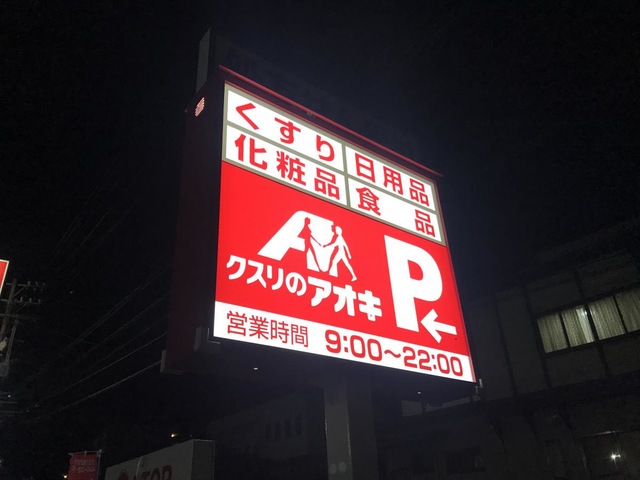 くすり 日用品
化粧品 食品
クスリのアオキ
P←
営業時間 9:00〜22:00